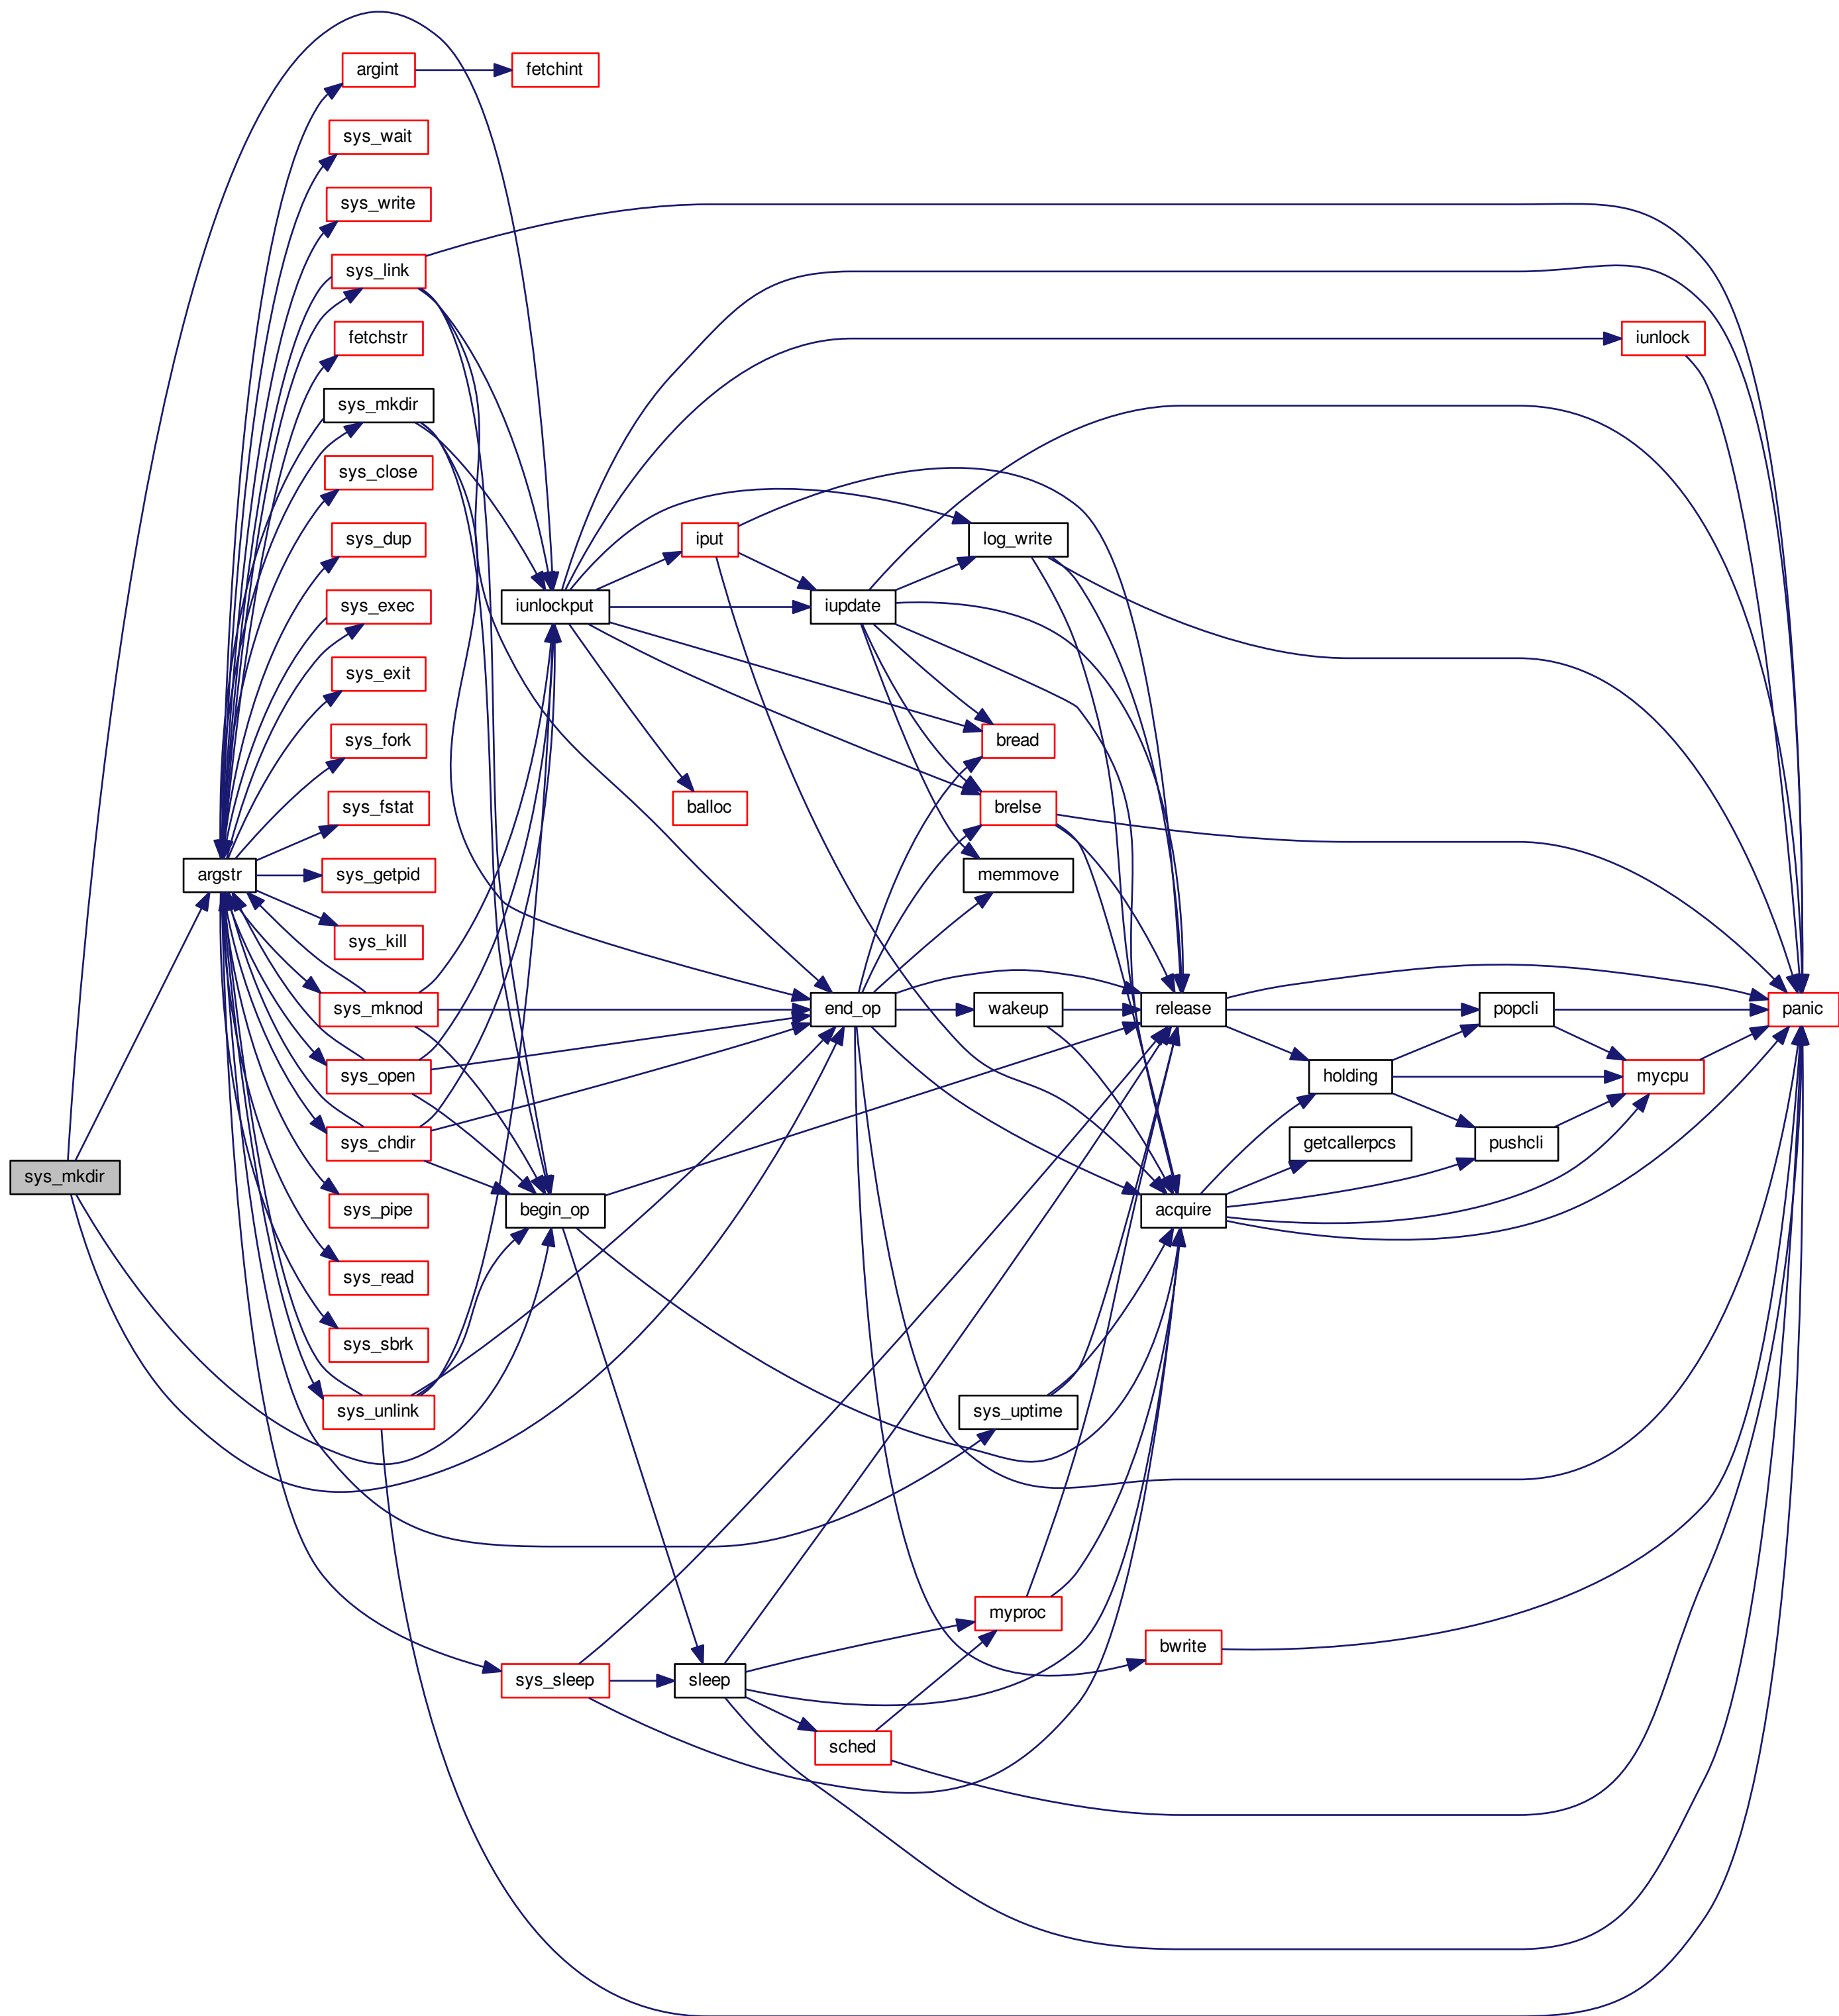 argint
fetchint
sys_wait
sys_write
sys_link
fetchstr
iunlock
sys_mkdir
sys_close
sys_dup
iput
log_write
sys_exec
iunlockput
iupdate
sys_exit
sys_fork
bread
sys_fstat
balloc
brelse
argstr
sys_getpid
memmove
sys_kill
sys_mknod
end_op
wakeup
release
popcli
panic
sys_open
holding
mycpu
sys_chdir
getcallerpcs
pushcli
sys_mkdir
sys_pipe
begin_op
acquire
sys_read
sys_sbrk
sys_unlink
sys_uptime
myproc
bwrite
sys_sleep
sleep
sched